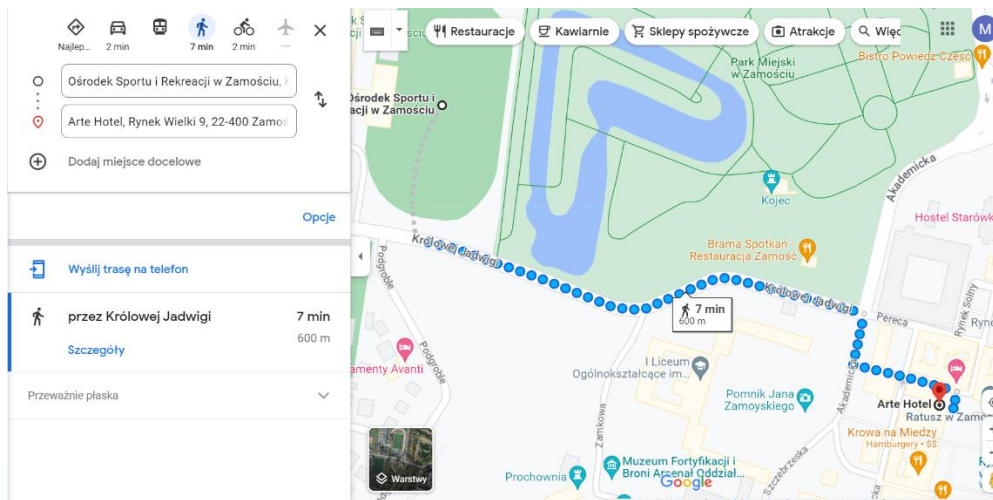 Najlep...
2 min
7 min
2 min
Ośrodek Sportu i Rekreacji w Zamościu,
Arte Hotel, Rynek Wielki 9, 22-400 Zamoś
Dodaj miejsce docelowe
Opcje
Wyślij trasę na telefon
przez Królowej Jadwigi
7 min
600 m
Szczegóły
Przeważnie płaska
Restauracje
Kawiarnie
Sklepy spożywcze
Atrakcje
Więc
M
Park Miejski
w Zamościu
Bistro Powiedz Cześć
Ośrodek Sportu i
acji w Zamościu
Akademicka
Kojec
Hostel Starówk
Królowej Jadwigi
Brama Spotkań -
Restauracja Zamość
Podgroble
Królowej Jadwigi
7 min
600 m
Pereca
Rynek Solny
Ryne
Podgroble
menty Avanti
I Liceum
Ogólnokształcące im...
Akademicka
Pomnik Jana
Zamoyskiego
Arte Hotel
Ratusz w Zamo
Zamkowa
Krowa na Miedzy
Hamburgery • $$
Muzeum Fortyfikacji i
Broni Arsenał Oddział...
Prochownia
Szczebrzeska
Google
Warstwy